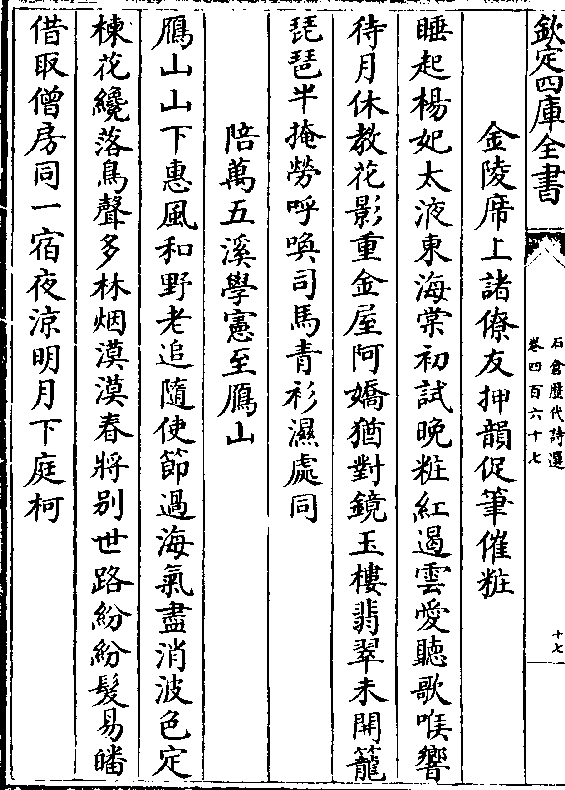 欽定四庫全書
石倉歷代詩選
卷四百六十七
十七
金陵席上諸僚友押韻促筆催粧
睡起楊妃太液東海棠初試晚粧紅遏雲愛聽歌喉響
待月休教花影重金屋阿嬌猶對鏡玉樓翡翠未開籠
琵琶半掩勞呼喚司馬青衫濕處同
陪萬五溪學憲至鴈山
鴈山山下惠風和野老追隨使節過海氣盡消波色定
楝花纔落鳥聲多林烟漠漠春將别世路紛紛髮易皤
借取僧房同一宿夜涼明月下庭柯